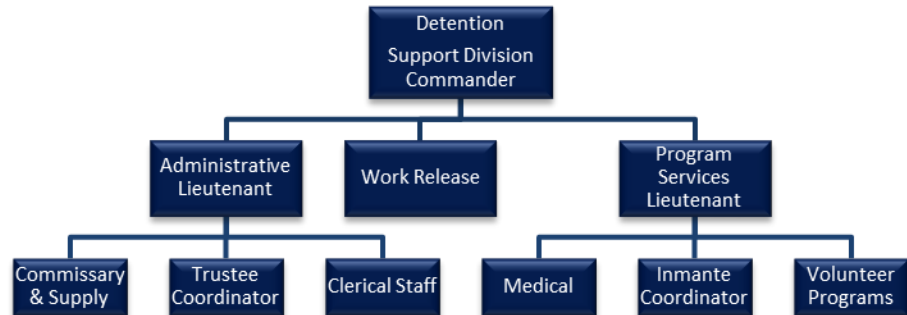 Detention
Support Division
Commander
Administrative
Lieutenant
Work Release
Program
Services
Lieutenant
Commissary
& Supply
Trustee
Coordinator
Clerical Staff
Medical
Inmante
Coordinator
Volunteer
Programs